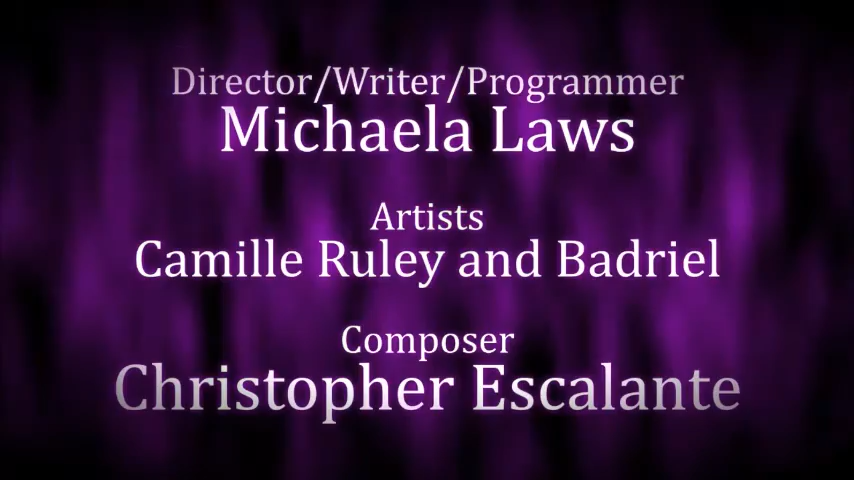 Director/Writer/Programmer
Michaela Laws
Artists
Camille Ruley and Badriel
Composer
Christopher Escalante